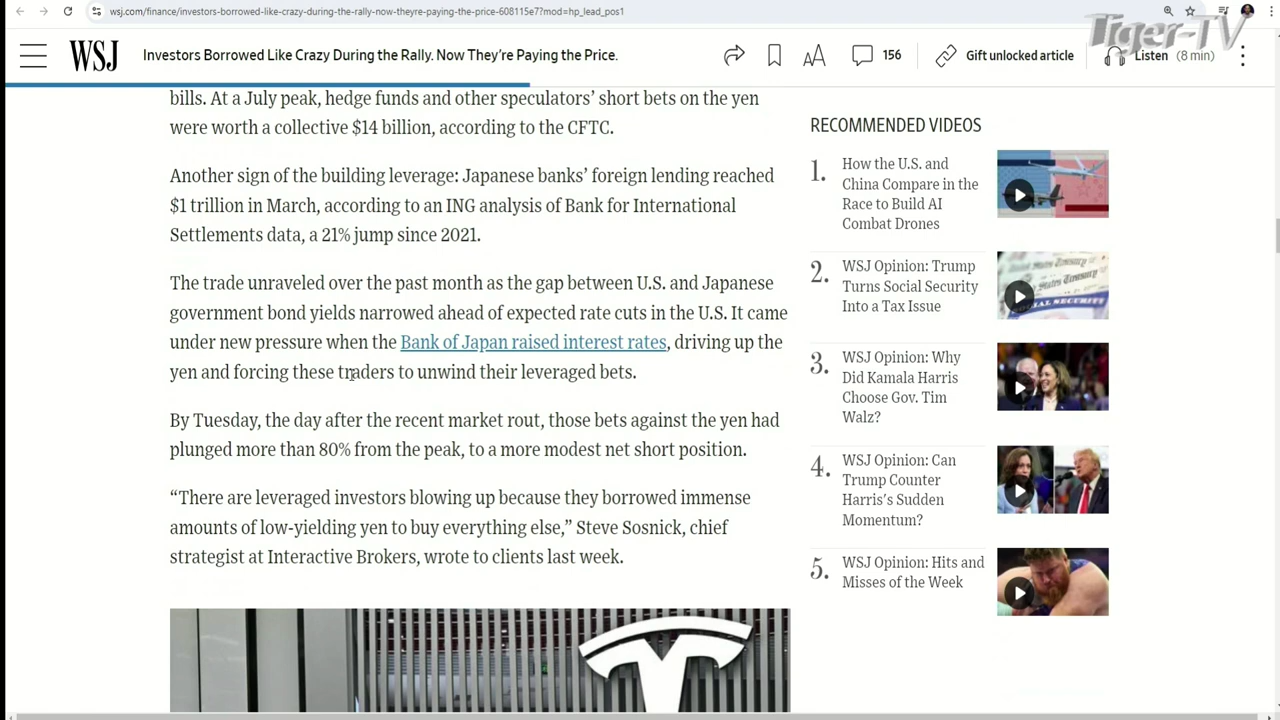 wsj.com/finance/investors-borrowed-like-crazy-during-the-rally-now-theyre-paying-the-price-608115e7?mod=hp_lead_pos1
Tiger-TV
WSJ
Investors Borrowed Like Crazy During the Rally. Now They're Paying the Price.
AA
156
Gift unlocked article
Listen (8 min)
bills. At a July peak, hedge funds and other speculators' short bets on the yen
were worth a collective $14 billion, according to the CFTC.
Another sign of the building leverage: Japanese banks' foreign lending reached
$1 trillion in March, according to an ING analysis of Bank for International
Settlements data, a 21% jump since 2021.
The trade unraveled over the past month as the gap between U.S. and Japanese
government bond yields narrowed ahead of expected rate cuts in the U.S. It came
under new pressure when the Bank of Japan raised interest rates, driving up the
yen and forcing these traders to unwind their leveraged bets.
By Tuesday, the day after the recent market rout, those bets against the yen had
plunged more than 80% from the peak, to a more modest net short position.
“There are leveraged investors blowing up because they borrowed immense
amounts of low-yielding yen to buy everything else,” Steve Sosnick, chief
strategist at Interactive Brokers, wrote to clients last week.
RECOMMENDED VIDEOS
1.
How the U.S. and
China Compare in the
Race to Build AI
Combat Drones
2.
WSJ Opinion: Trump
Turns Social Security
Into a Tax Issue
3.
WSJ Opinion: Why
Did Kamala Harris
Choose Gov. Tim
Walz?
4.
WSJ Opinion: Can
Trump Counter
Harris's Sudden
Momentum?
5.
WSJ Opinion: Hits and
Misses of the Week